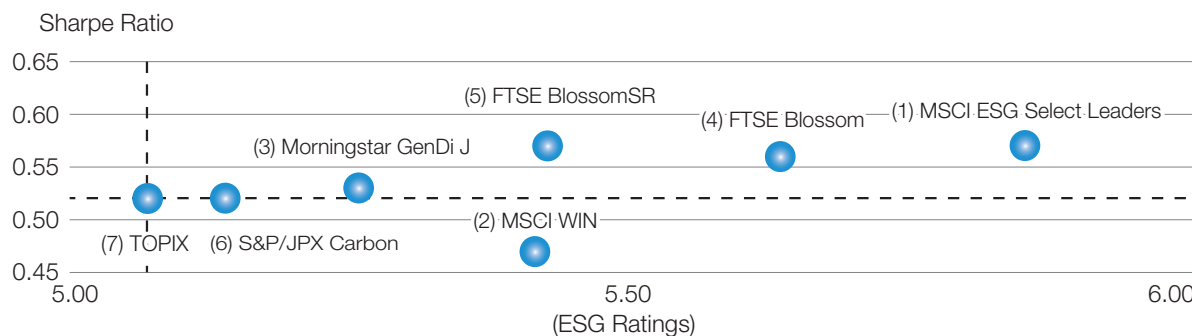 Sharpe Ratio
0.65
0.60
0.55
0.50
0.45
(5) FTSE BlossomSR
(1) MSCI ESG Select Leaders
(4) FTSE Blossom
(3) Morningstar GenDi J
(2) MSCI WIN
(7) TOPIX
(6) S&P/JPX Carbon
5.00
5.50
6.00
(ESG Ratings)